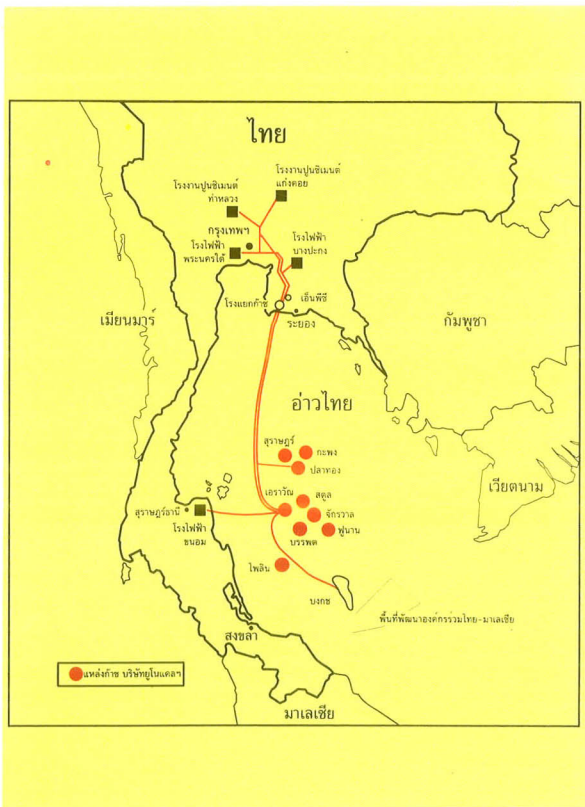 ไทย
โรงงานปูนซิเมนต์
แก่งคอย
โรงงานปูนซิเมนต์
ท่าหลวง
กรุงเทพฯ
โรงไฟฟ้า
พระนครใต้
โรงไฟฟ้า
บางปะกง
โรงแยกก๊าซ
เอ็นพีซี
ระยอง
เมียนมาร์
กัมพูชา
อ่าวไทย
สุราษฎร์
กะพง
ปลาทอง
เวียตนาม
เอราวัณ
สตูล
จักรวาล
สุราษฎร์ธานี
โรงไฟฟ้า
ขนอม
บรรพต
ฟูนาน
ไพลิน
บงกช
พื้นที่พัฒนาองค์กรร่วมไทย-มาเลเซีย
สงขลา
แหล่งก๊าซ บริษัทยูโนแคลฯ
มาเลเซีย